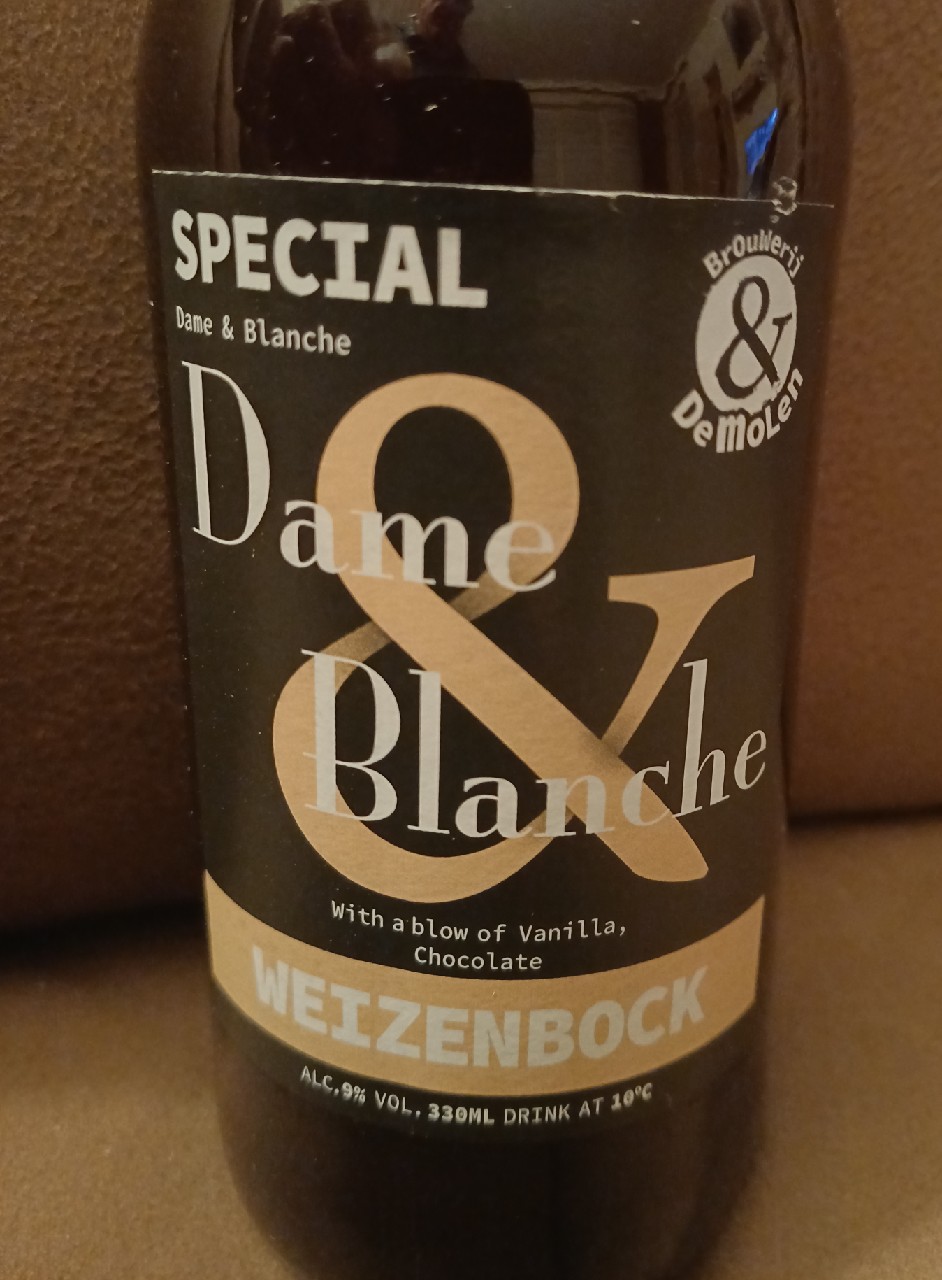 SPECIAL
Dame & Blanche
BrOuWerij
&
DeMoLen
Dame
&
Blanche
With a blow of Vanilla,
Chocolate
WEIZENBOCK
ALC.9% VOL. 330ML DRINK AT 10°C